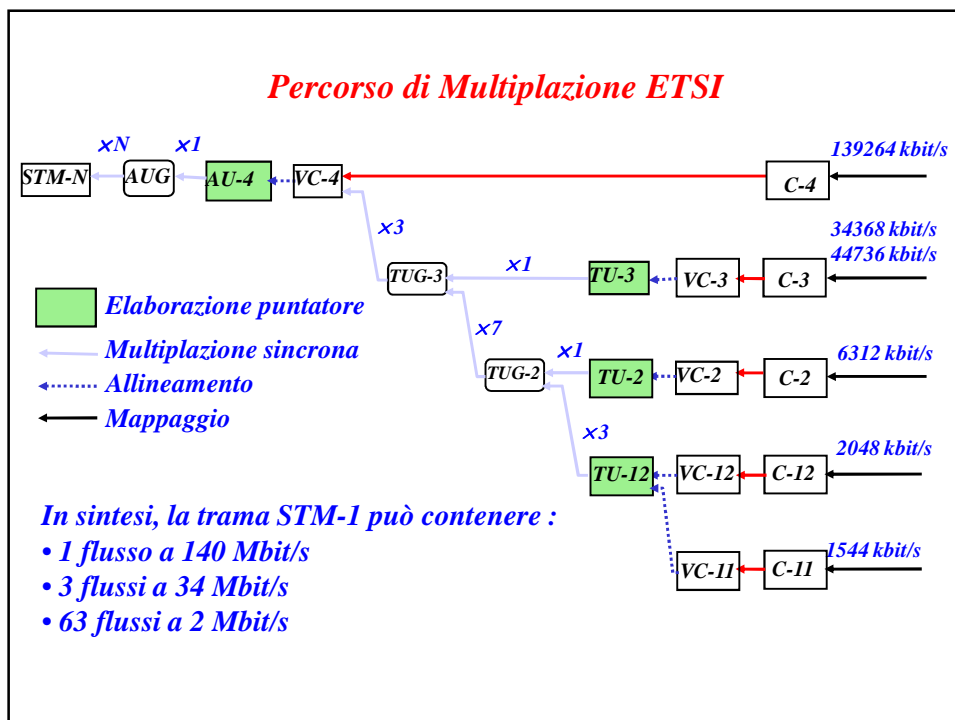 Percorso di Multiplazione ETSI
×N
×1
139264 kbit/s
STM-N
AUG
AU-4
VC-4
C-4
×3
34368 kbit/s
44736 kbit/s
×1
TUG-3
TU-3
VC-3
C-3
Elaborazione puntatore
×7
Multiplazione sincrona
×1
6312 kbit/s
TUG-2
TU-2
VC-2
C-2
Allineamento
Mappaggio
×3
2048 kbit/s
TU-12
VC-12
C-12
In sintesi, la trama STM-1 può contenere :
• 1 flusso a 140 Mbit/s
1544 kbit/s
VC-11
C-11
• 3 flussi a 34 Mbit/s
• 63 flussi a 2 Mbit/s